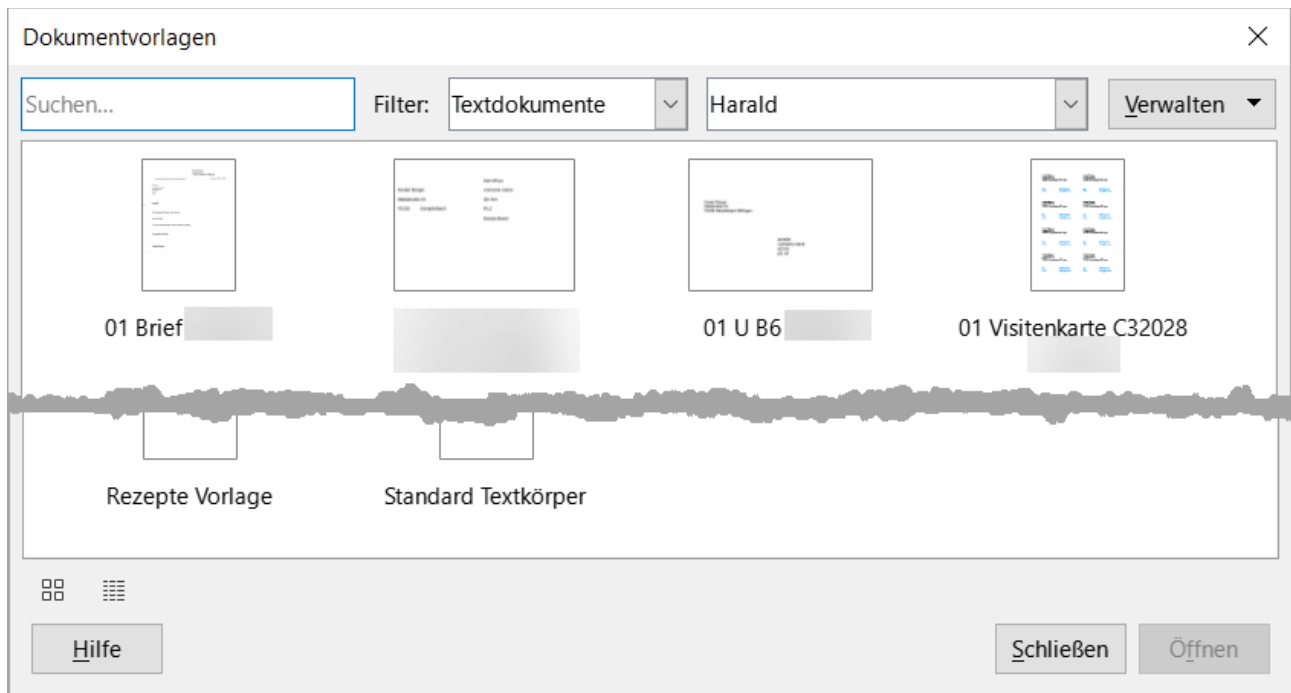 Dokumentvorlagen
Suchen... Filter: Textdokumente Harald Verwalten
01 Brief 01 U B6 01 Visitenkarte C32028
Rezepte Vorlage Standard Textkörper
Hilfe Schließen Öffnen